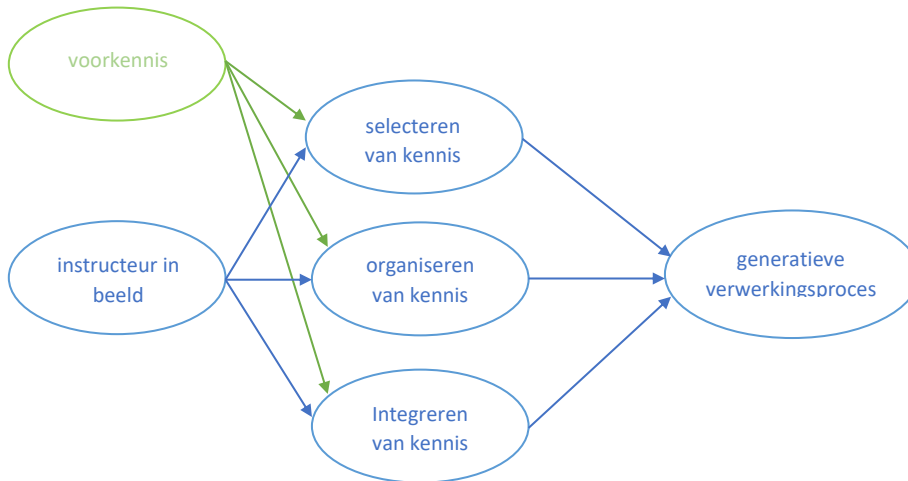 voorkennis
selecteren
van kennis
instructeur in
beeld
organiseren
van kennis
generatieve
verwerkingsproces
Integreren
van kennis